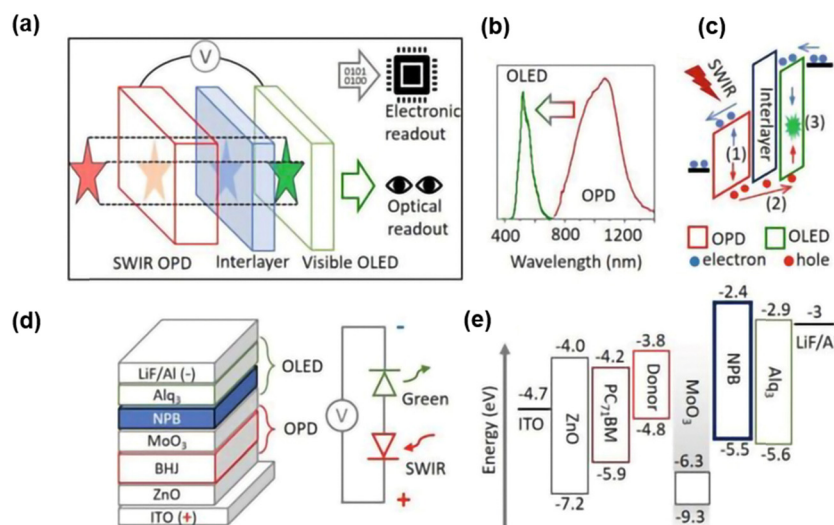 (a)
V
0101
0100
Electronic
readout
Optical
readout
SWIR OPD
Interlayer
Visible OLED
(b)
OLED
OPD
400
800
1200
Wavelength (nm)
(c)
SWIR
Interlayer
(1)
(2)
(3)
OPD
OLED
electron
hole
(d)
LiF/Al (-)
Alq3
NPB
MoO3
BHJ
ZnO
ITO (+)
OLED
OPD
V
-
Green
SWIR
+
(e)
Energy (eV)
-4.7
ITO
-4.0
ZnO
-7.2
-4.2
PC71BM
-5.9
-3.8
Donor
-4.8
MoO3
-6.3
-9.3
-2.4
NPB
-5.5
-2.9
Alq3
-5.6
-3
LiF/A